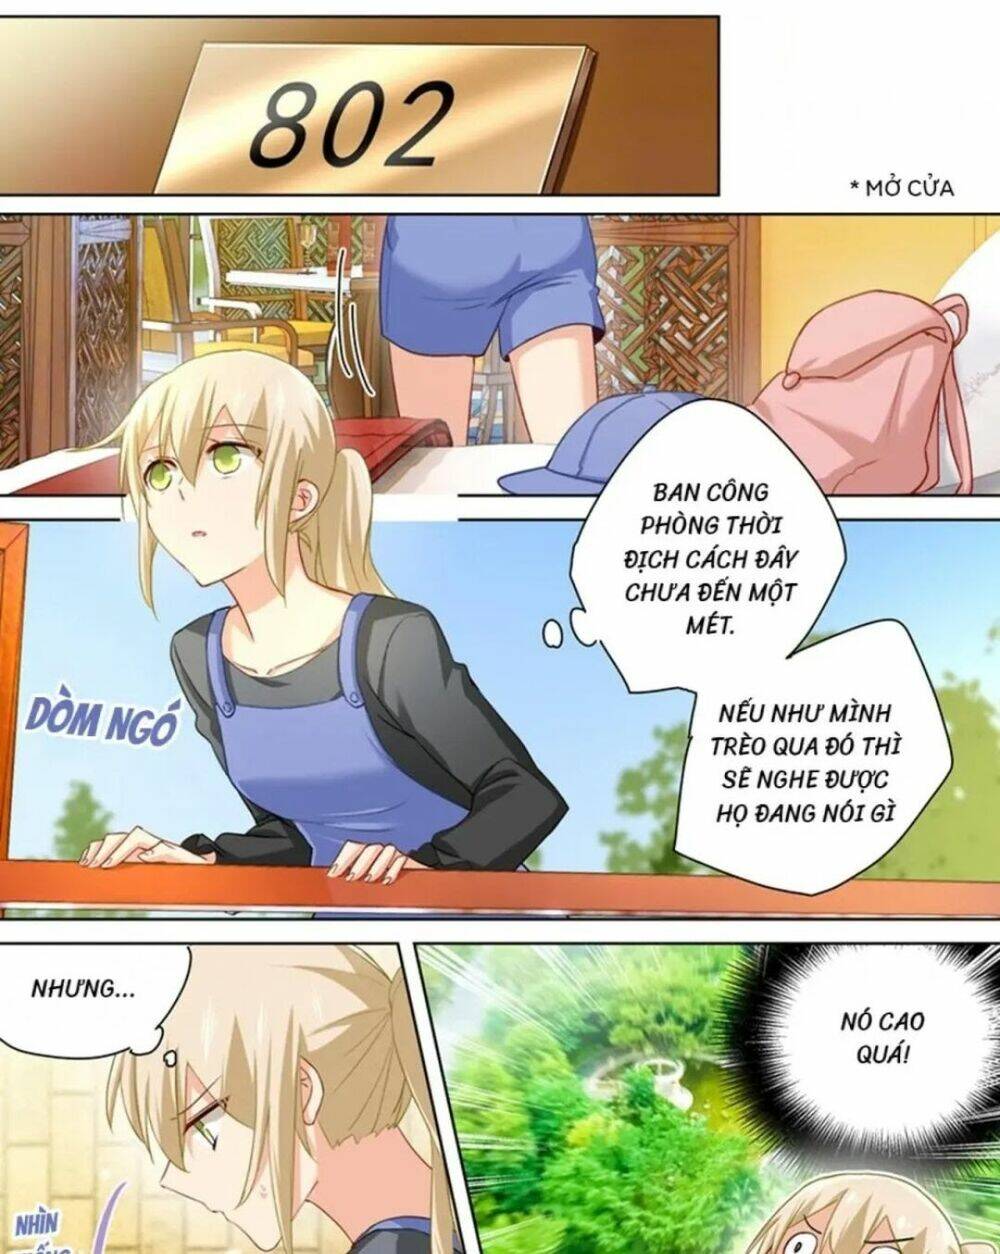 802
* MỞ CỬA
BAN CÔNG
PHÒNG THỜI
ĐỊCH CÁCH ĐÂY
CHƯA ĐẾN MỘT
MÉT.
DÒM NGÓ
NẾU NHƯ MÌNH
TRÈO QUA ĐÓ THÌ
SẼ NGHE ĐƯỢC
HỌ ĐANG NÓI GÌ
NHƯNG...
NÓ CAO
QUÁ!
NHÌN